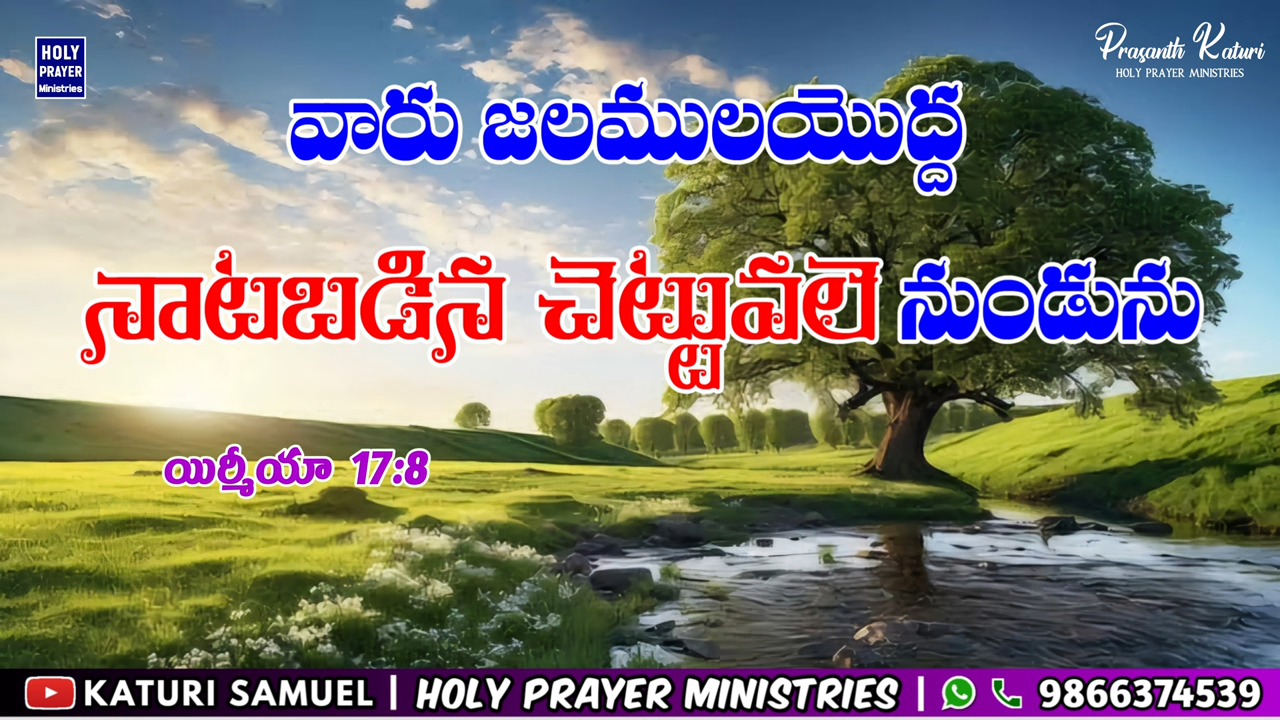 HOLY
PRAYER
Ministries
Prasanth Katuri
HOLY PRAYER MINISTRIES
వారు జలములయొద్ద
నాటబడిన చెట్టువలె నుండును
యిర్మీయా 17:8
KATURI SAMUEL | HOLY PRAYER MINISTRIES | 9866374539